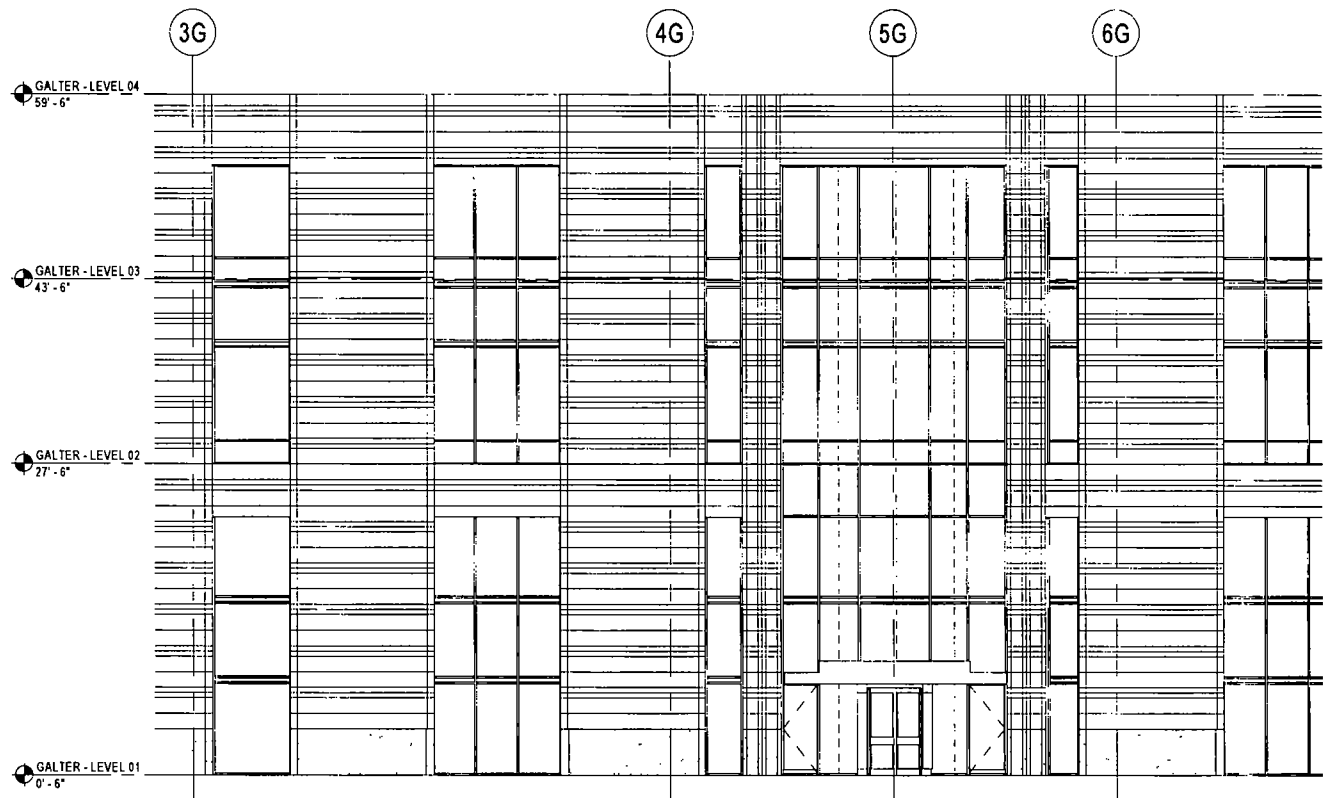 3G
4G
5G
6G
GALTER - LEVEL 04
59' - 6"
GALTER - LEVEL 03
43' - 6"
GALTER - LEVEL 02
27' - 6"
GALTER - LEVEL 01
0' - 6"